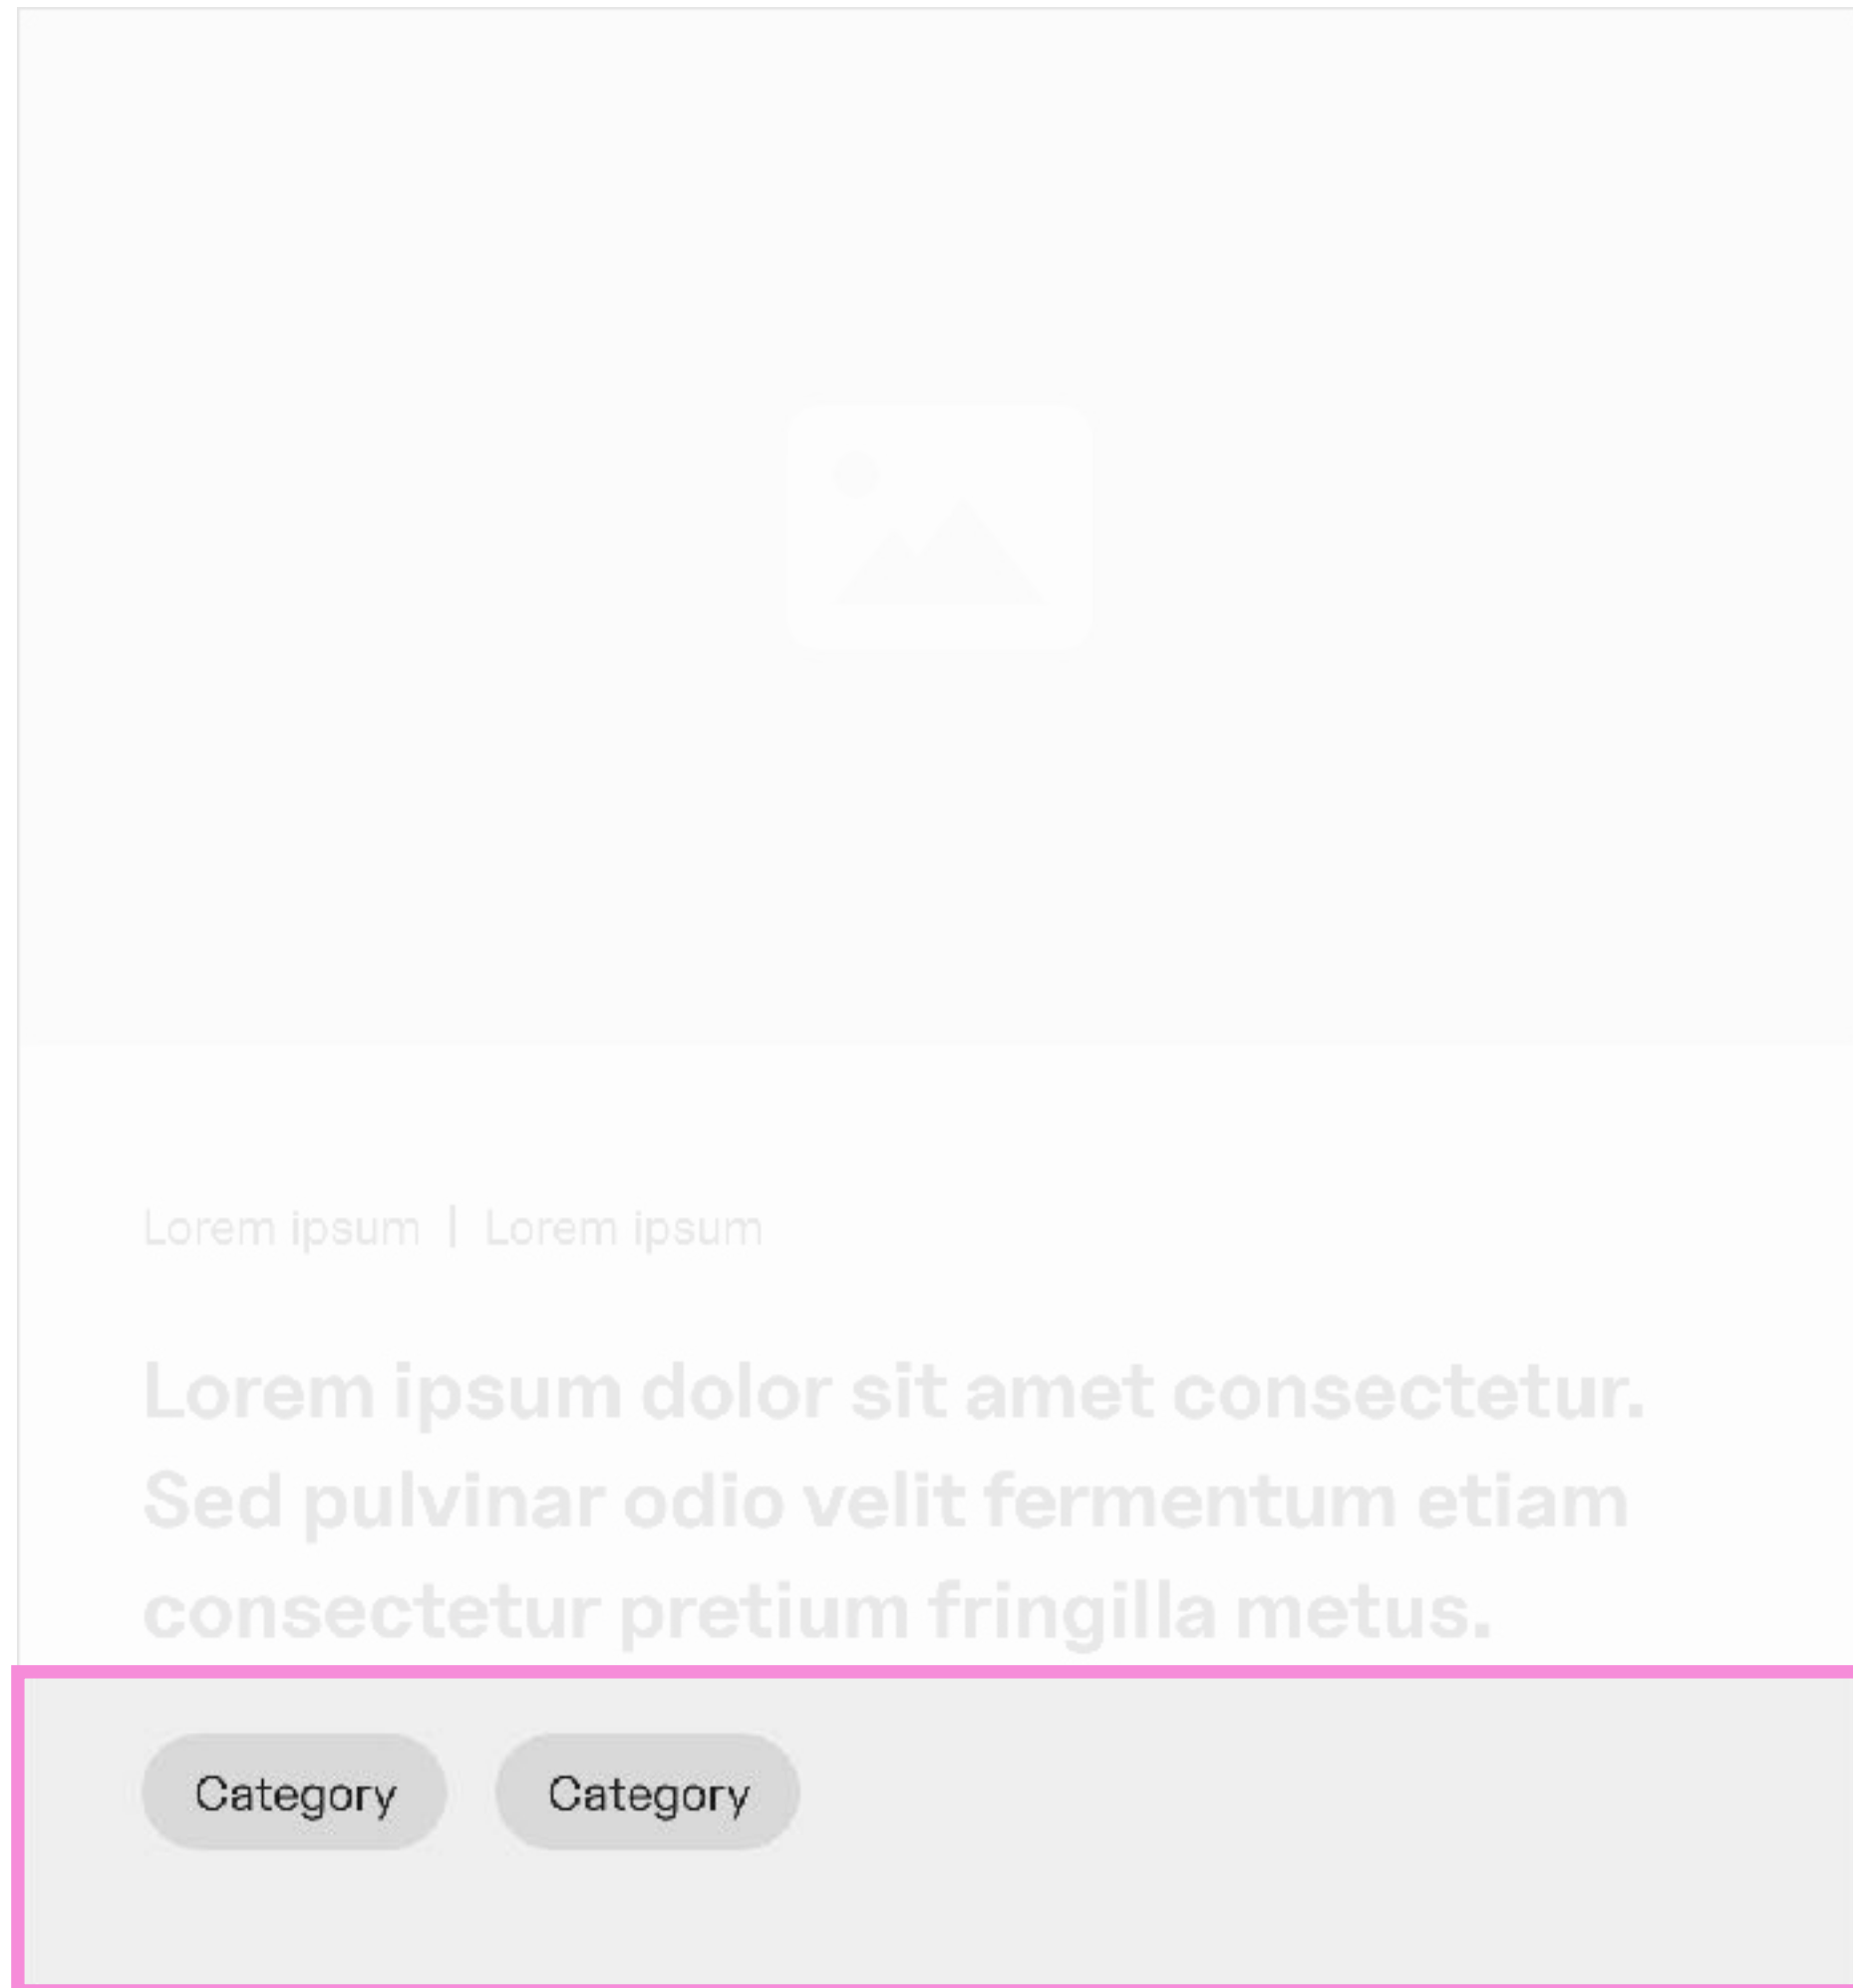 Lorem ipsum | Lorem ipsum
Lorem ipsum dolor sit amet consectetur.
Sed pulvinar odio velit fermentum etiam
consectetur pretium fringilla metus.
Category Category